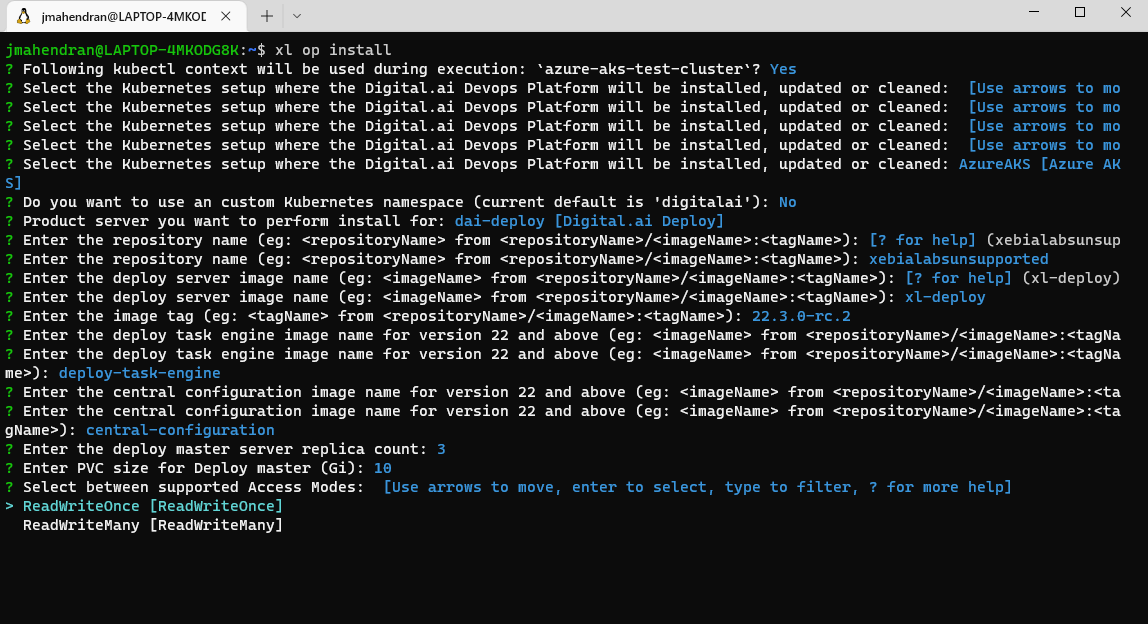 jmahendran@LAPTOP-4MKOD
jmahendran@LAPTOP-4MKODG8K:~$ xl op install
? Following kubectl context will be used during execution: `azure-aks-test-cluster`? Yes
? Select the Kubernetes setup where the Digital.ai Devops Platform will be installed, updated or cleaned:  [Use arrows to mo
? Select the Kubernetes setup where the Digital.ai Devops Platform will be installed, updated or cleaned:  [Use arrows to mo
? Select the Kubernetes setup where the Digital.ai Devops Platform will be installed, updated or cleaned:  [Use arrows to mo
? Select the Kubernetes setup where the Digital.ai Devops Platform will be installed, updated or cleaned:  [Use arrows to mo
? Select the Kubernetes setup where the Digital.ai Devops Platform will be installed, updated or cleaned: AzureAKS [Azure AK
S]
? Do you want to use an custom Kubernetes namespace (current default is 'digitalai'): No
? Product server you want to perform install for: dai-deploy [Digital.ai Deploy]
? Enter the repository name (eg: <repositoryName> from <repositoryName>/<imageName>:<tagName>): [? for help] (xebialabsunsup
? Enter the repository name (eg: <repositoryName> from <repositoryName>/<imageName>:<tagName>): xebialabsunsupported
? Enter the deploy server image name (eg: <imageName> from <repositoryName>/<imageName>:<tagName>): [? for help] (xl-deploy)
? Enter the deploy server image name (eg: <imageName> from <repositoryName>/<imageName>:<tagName>): xl-deploy
? Enter the image tag (eg: <tagName> from <repositoryName>/<imageName>:<tagName>): 22.3.0-rc.2
? Enter the deploy task engine image name for version 22 and above (eg: <imageName> from <repositoryName>/<imageName>:<tagNa
? Enter the deploy task engine image name for version 22 and above (eg: <imageName> from <repositoryName>/<imageName>:<tagNa
me>): deploy-task-engine
? Enter the central configuration image name for version 22 and above (eg: <imageName> from <repositoryName>/<imageName>:<ta
? Enter the central configuration image name for version 22 and above (eg: <imageName> from <repositoryName>/<imageName>:<ta
gName>): central-configuration
? Enter the deploy master server replica count: 3
? Enter PVC size for Deploy master (Gi): 10
? Select between supported Access Modes:  [Use arrows to move, enter to select, type to filter, ? for more help]
> ReadWriteOnce [ReadWriteOnce]
ReadWriteMany [ReadWriteMany]